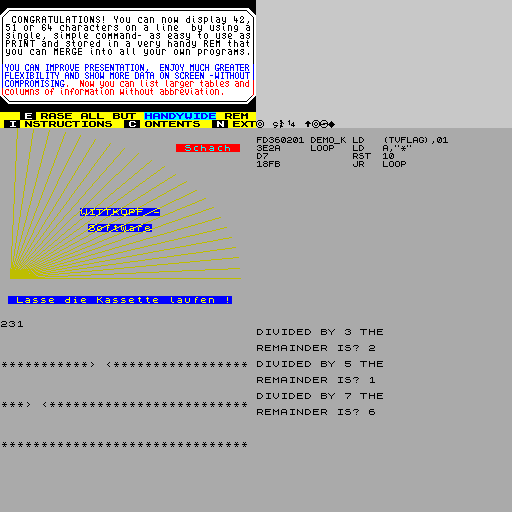 CONGRATULATIONS! You can now display 42,
51 or 64 characters on a line by using a
single, simple command- as easy to use as
PRINT and stored in a very handy REM that
you can MERGE into all your own programs.
YOU CAN IMPROVE PRESENTATION, ENJOY MUCH GREATER
FLEXIBILITY AND SHOW MORE DATA ON SCREEN -WITHOUT
COMPROMISING. Now you can list larger tables and
columns of information without abbreviation.
E RASE ALL BUT HANDYWIDE REM
I NSTRUCTIONS C ONTENTS N EXT
FD360201 DEMO_K LD (TVFLAG),01
3E2A LOOP LD A,"*"
D7 RST 10
18FB JR LOOP
Schach
WITTKOPF -
Software
Lasse die Kassette laufen !
231
***********> <*****************
***> <*************************
*******************************
DIVIDED BY 3 THE
REMAINDER IS? 2
DIVIDED BY 5 THE
REMAINDER IS? 1
DIVIDED BY 7 THE
REMAINDER IS? 6